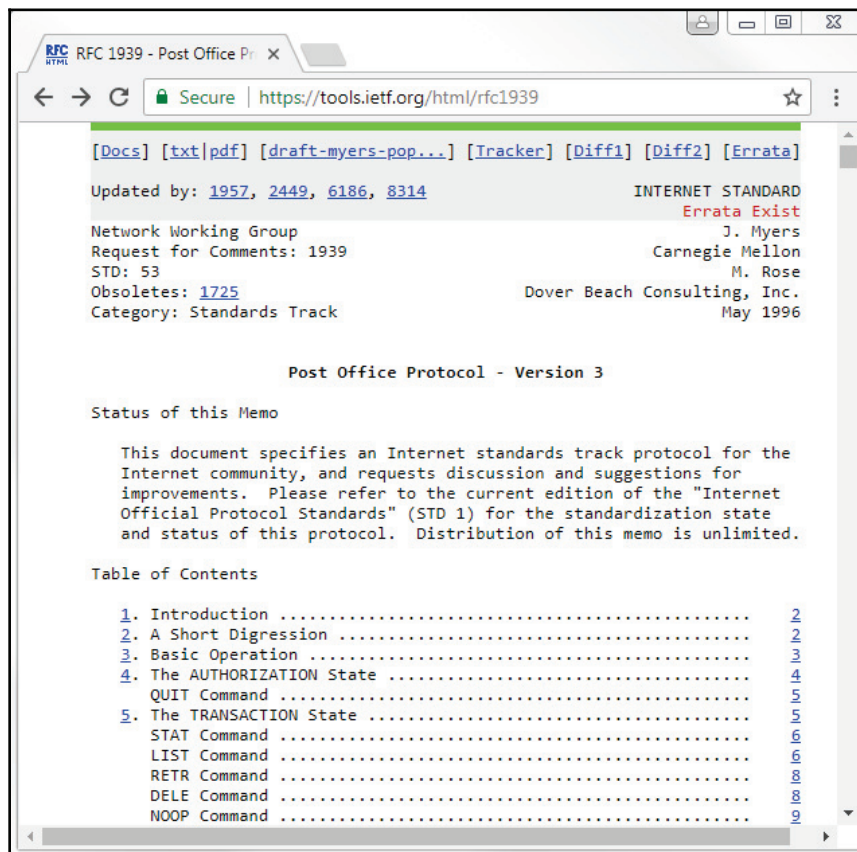 RFC HTML RFC 1939 - Post Office Pr
Secure | https://tools.ietf.org/html/rfc1939
[Docs] [txt|pdf] [draft-myers-pop...] [Tracker] [Diff1] [Diff2] [Errata]
Updated by: 1957, 2449, 6186, 8314 INTERNET STANDARD
Errata Exist
Network Working Group J. Myers
Request for Comments: 1939 Carnegie Mellon
STD: 53 M. Rose
Obsoletes: 1725 Dover Beach Consulting, Inc.
Category: Standards Track May 1996
Post Office Protocol - Version 3
Status of this Memo
This document specifies an Internet standards track protocol for the
Internet community, and requests discussion and suggestions for
improvements. Please refer to the current edition of the "Internet
Official Protocol Standards" (STD 1) for the standardization state
and status of this protocol. Distribution of this memo is unlimited.
Table of Contents
1. Introduction ................................................ 2
2. A Short Digression .......................................... 2
3. Basic Operation ............................................. 3
4. The AUTHORIZATION State ..................................... 4
QUIT Command ................................................ 5
5. The TRANSACTION State ....................................... 5
STAT Command ................................................ 6
LIST Command ................................................ 6
RETR Command ................................................ 8
DELE Command ................................................ 8
NOOP Command ................................................ 9